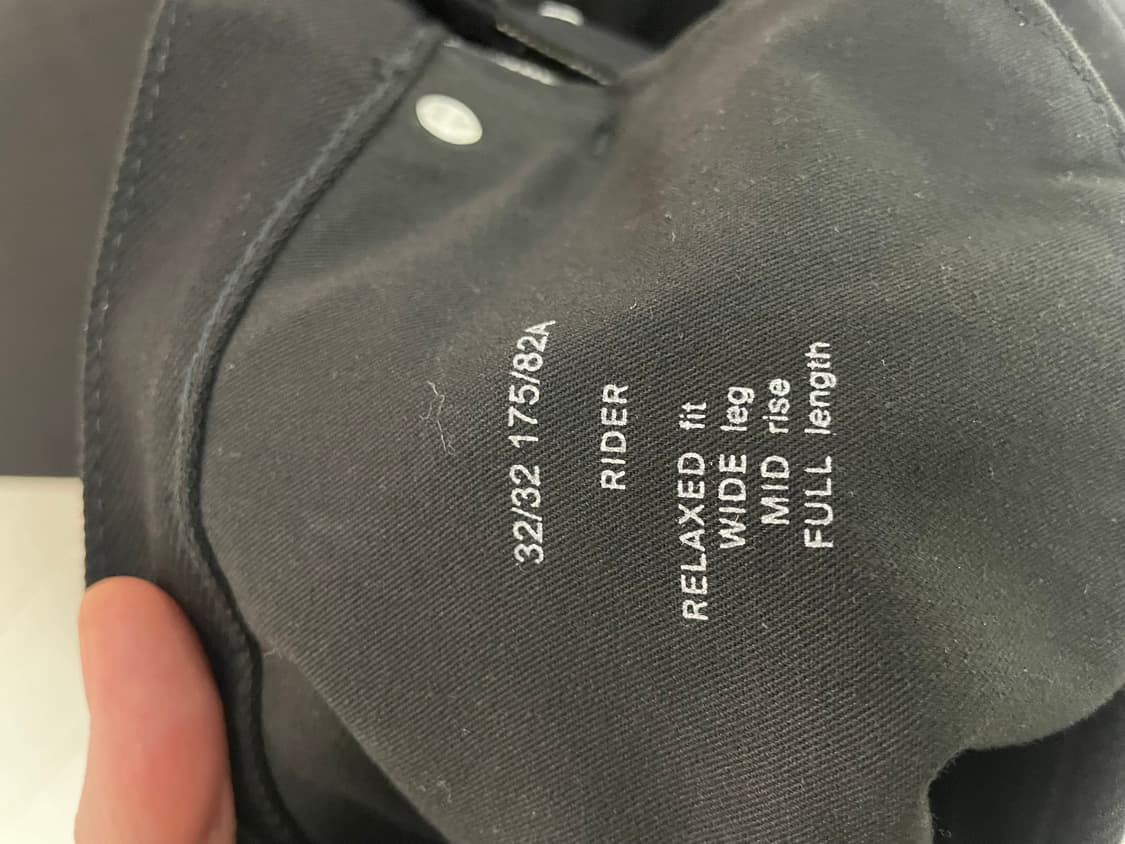 32/32 175/82A
RIDER
RELAXED fit
WIDE leg
MID rise
FULL length